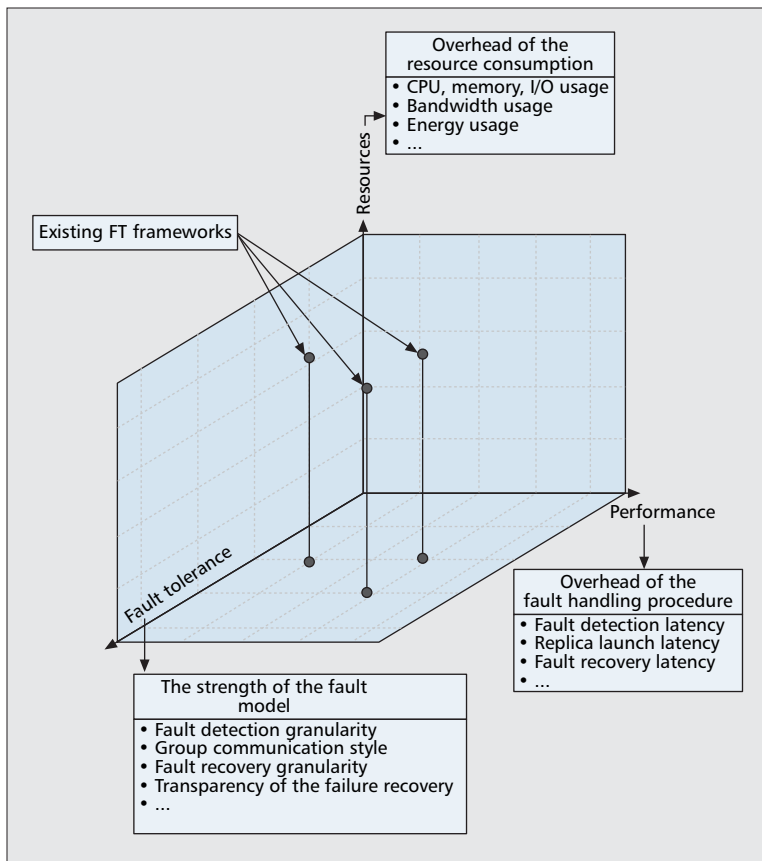 Overhead of the
resource consumption
• CPU, memory, I/O usage
• Bandwidth usage
• Energy usage
• ...
Resources
Existing FT frameworks
Performance
Fault tolerance
Overhead of the
fault handling procedure
• Fault detection latency
• Replica launch latency
• Fault recovery latency
• ...
The strength of the fault
model
• Fault detection granularity
• Group communication style
• Fault recovery granularity
• Transparency of the failure recovery
• ...